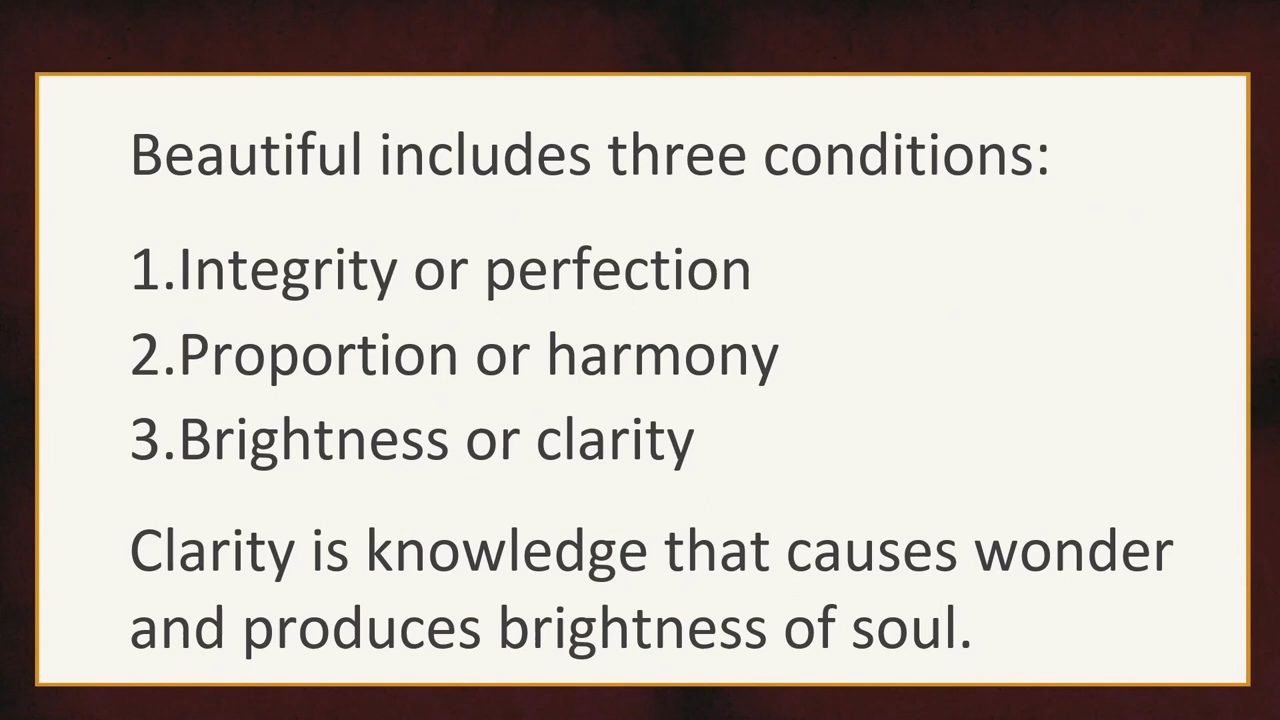 Beautiful includes three conditions:
1.Integrity or perfection
2.Proportion or harmony
3.Brightness or clarity
Clarity is knowledge that causes wonder
and produces brightness of soul.